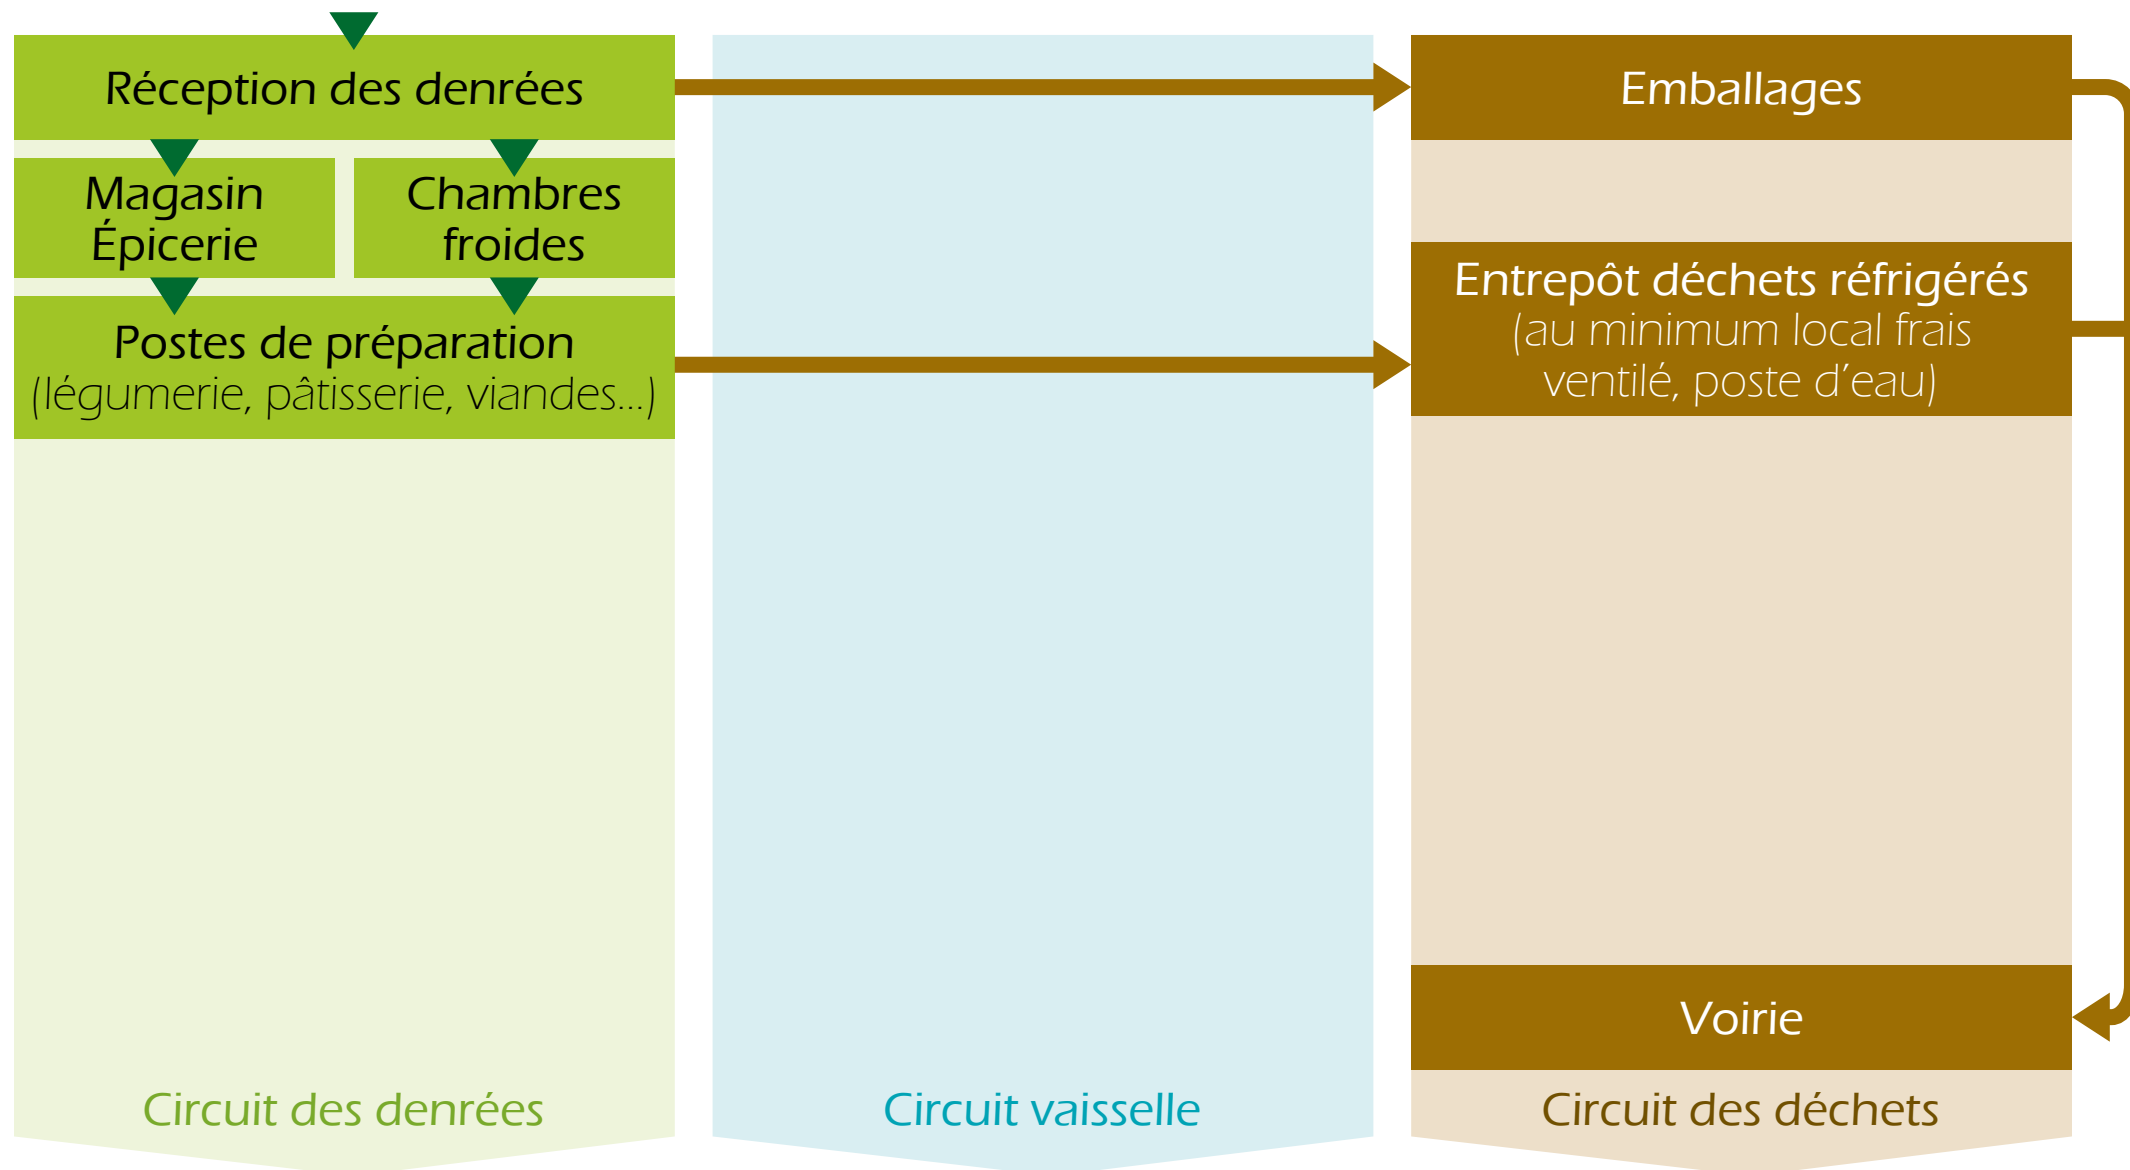 Réception des denrées
Emballages
Magasin
Épicerie
Chambres
froides
Entrepôt déchets réfrigérés
(au minimum local frais
ventilé, poste d’eau)
Postes de préparation
(légumerie, pâtisserie, viandes...)
Voirie
Circuit des denrées
Circuit vaisselle
Circuit des déchets